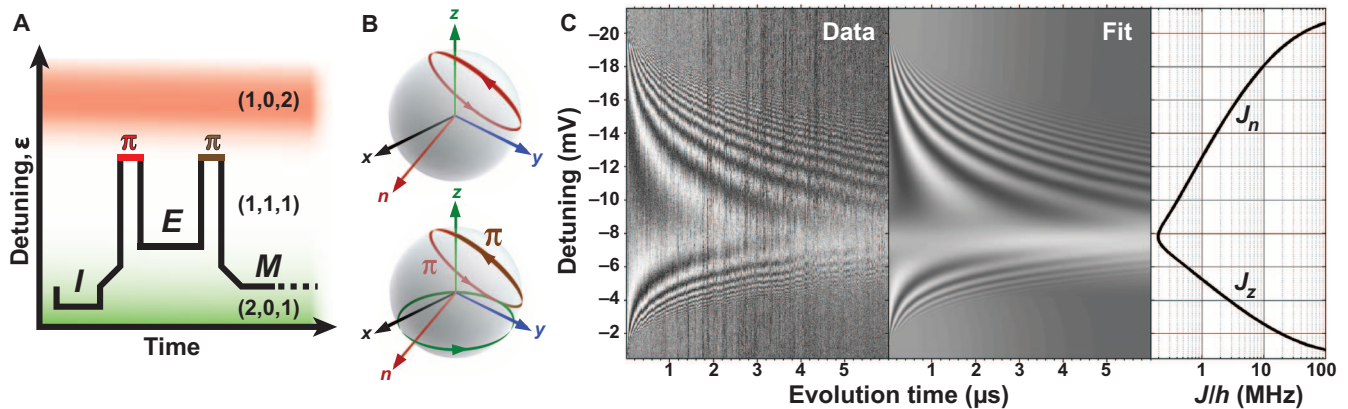 A
Detuning, ε
(1,0,2)
π π
(1,1,1)
E
I
M
(2,0,1)
Time
B
z
x
y
n
z
π
π
x
y
n
C
Data
Fit
Detuning (mV)
–20
–18
–16
–14
–12
–10
–8
–6
–4
–2
Jn
Jz
1 2 3 4 5
1 2 3 4 5
1 10 100
Evolution time (µs)
J/h (MHz)